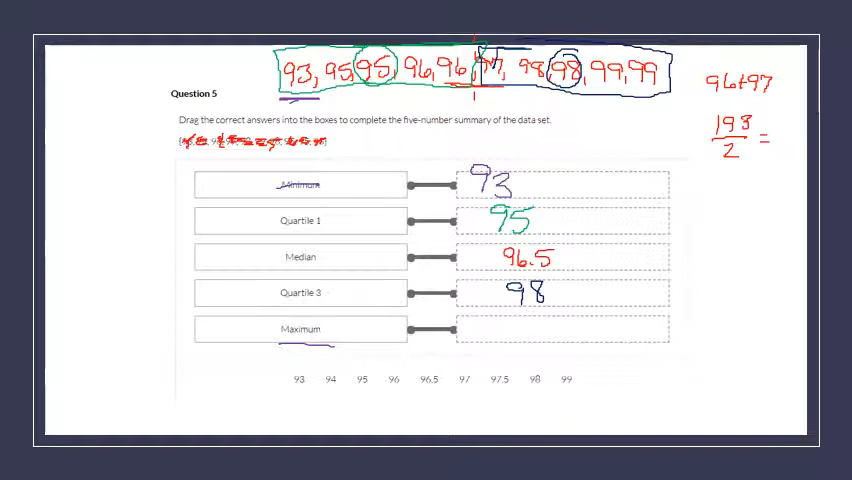 93, 95, 95, 96, 96, 97, 98, 98, 99, 99
96+97
193
2
=
Question 5
Drag the correct answers into the boxes to complete the five-number summary of the data set.
Minimum 93
Quartile 1 95
Median 96.5
Quartile 3 98
Maximum
93 94 95 96 96.5 97 97.5 98 99